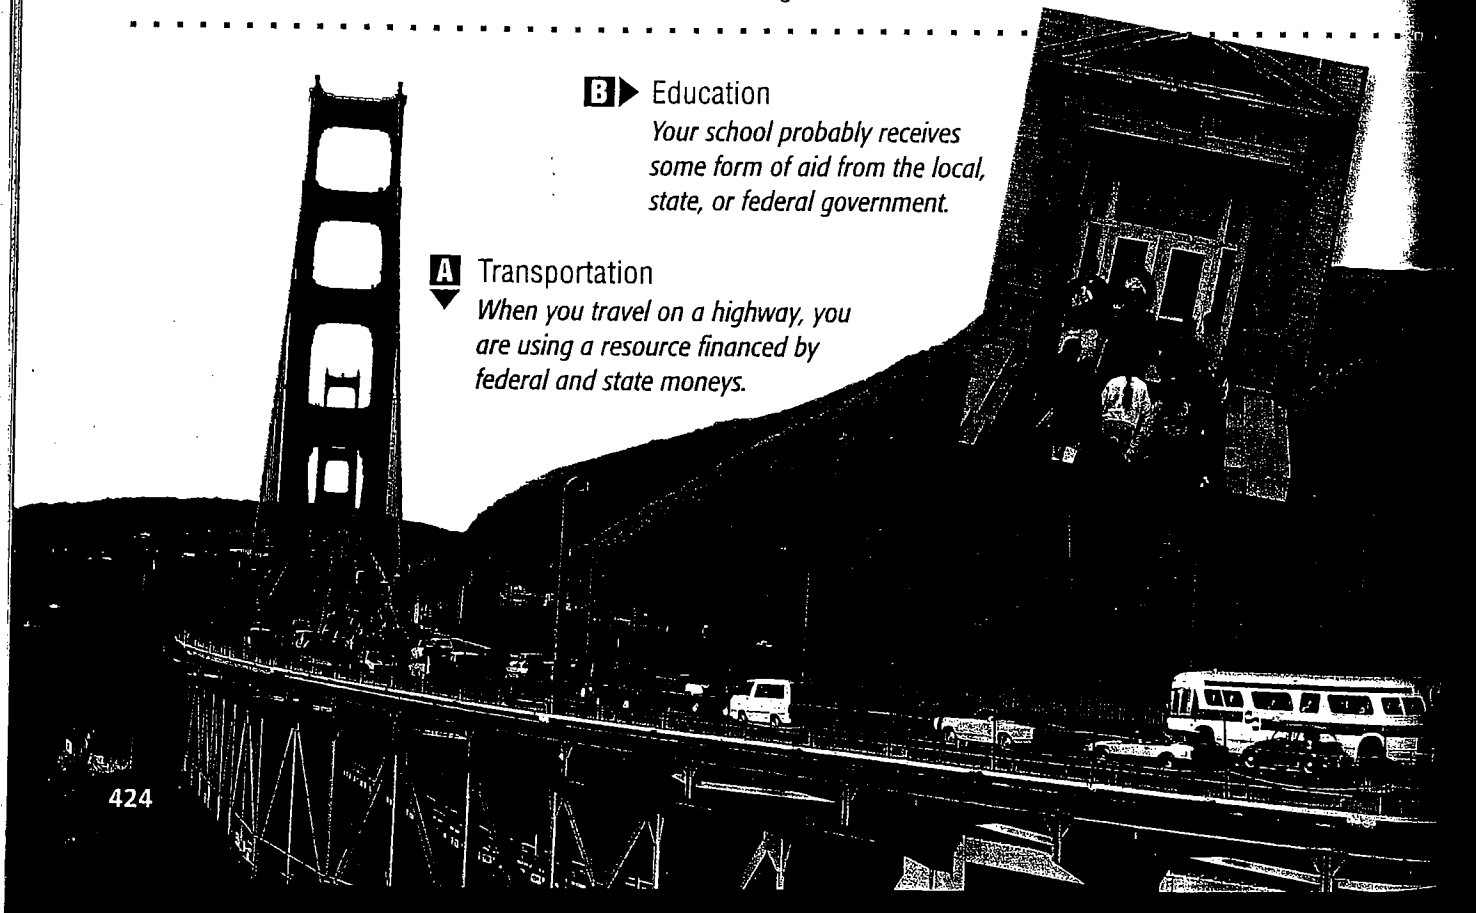 B Education
Your school probably receives
some form of aid from the local,
state, or federal government.
A Transportation
When you travel on a highway, you
are using a resource financed by
federal and state moneys.
424